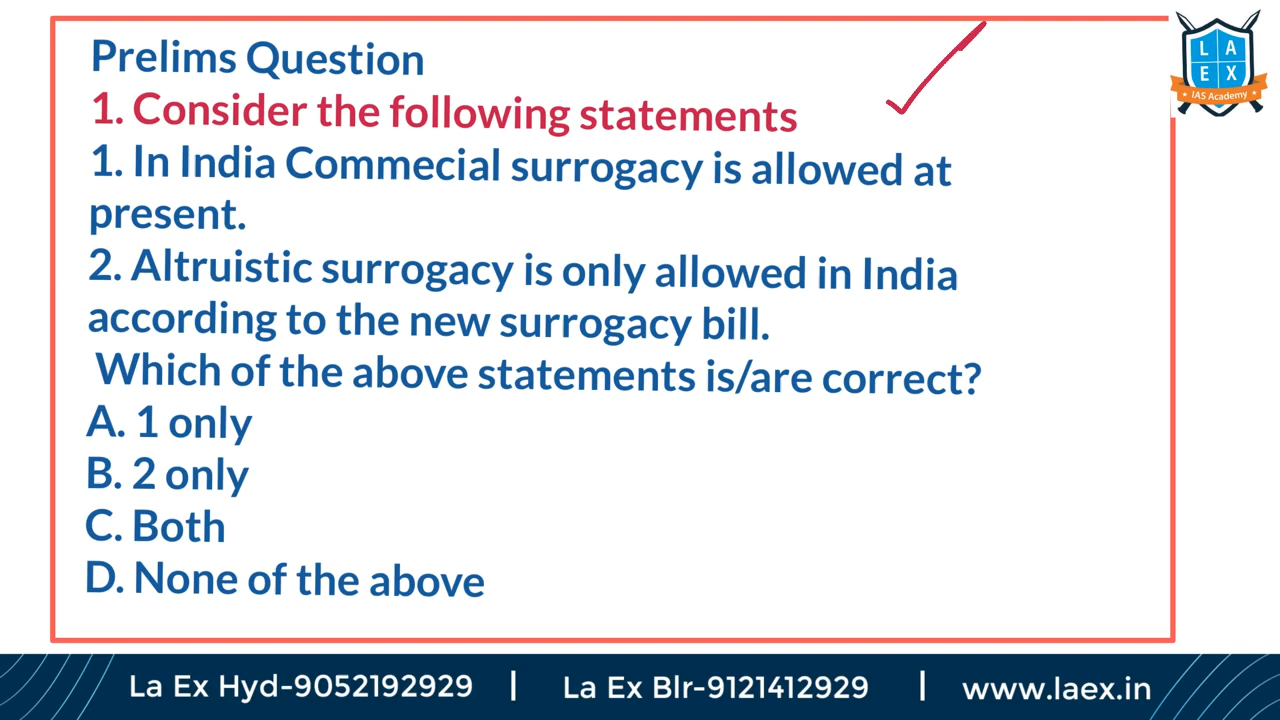 Prelims Question
1. Consider the following statements
1. In India Commecial surrogacy is allowed at
present.
2. Altruistic surrogacy is only allowed in India
according to the new surrogacy bill.
Which of the above statements is/are correct?
A. 1 only
B. 2 only
C. Both
D. None of the above
L A
E X
IAS Academy
La Ex Hyd-9052192929 | La Ex Blr-9121412929 | www.laex.in